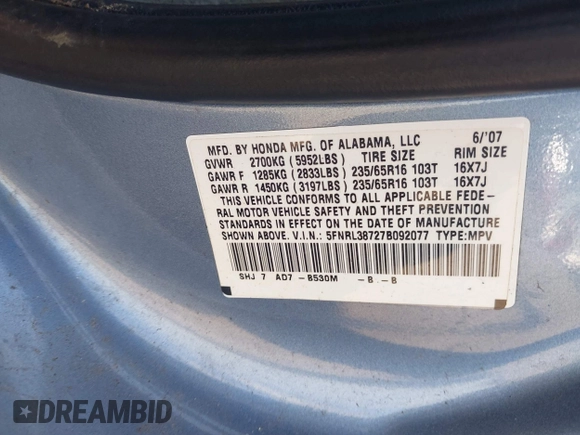 MFD. BY HONDA MFG. OF ALABAMA, LLC 6/'07
GVWR 2700KG (5952LBS) TIRE SIZE RIM SIZE
GAWR F 1285KG (2833LBS) 235/65R16 103T 16X7J
GAWR R 1450KG (3197LBS) 235/65R16 103T 16X7J
THIS VEHICLE CONFORMS TO ALL APPLICABLE FEDE-
RAL MOTOR VEHICLE SAFETY AND THEFT PREVENTION
STANDARDS IN EFFECT ON THE DATE OF MANUFACTURE
SHOWN ABOVE. V.I.N.: 5FNRL38727B092077 TYPE:MPV
SHJ 7 AD7 - B530M - B - B
DREAMBID